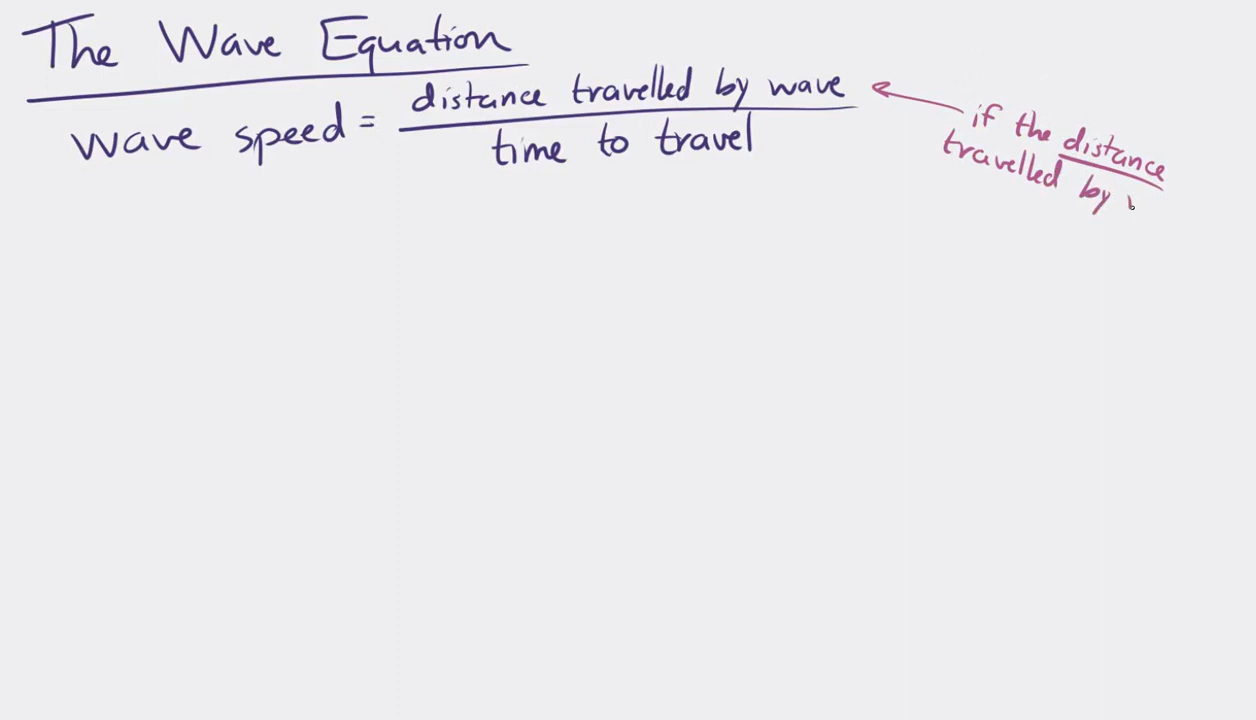 The Wave Equation
wave speed = distance travelled by wave
time to travel
if the distance
travelled by